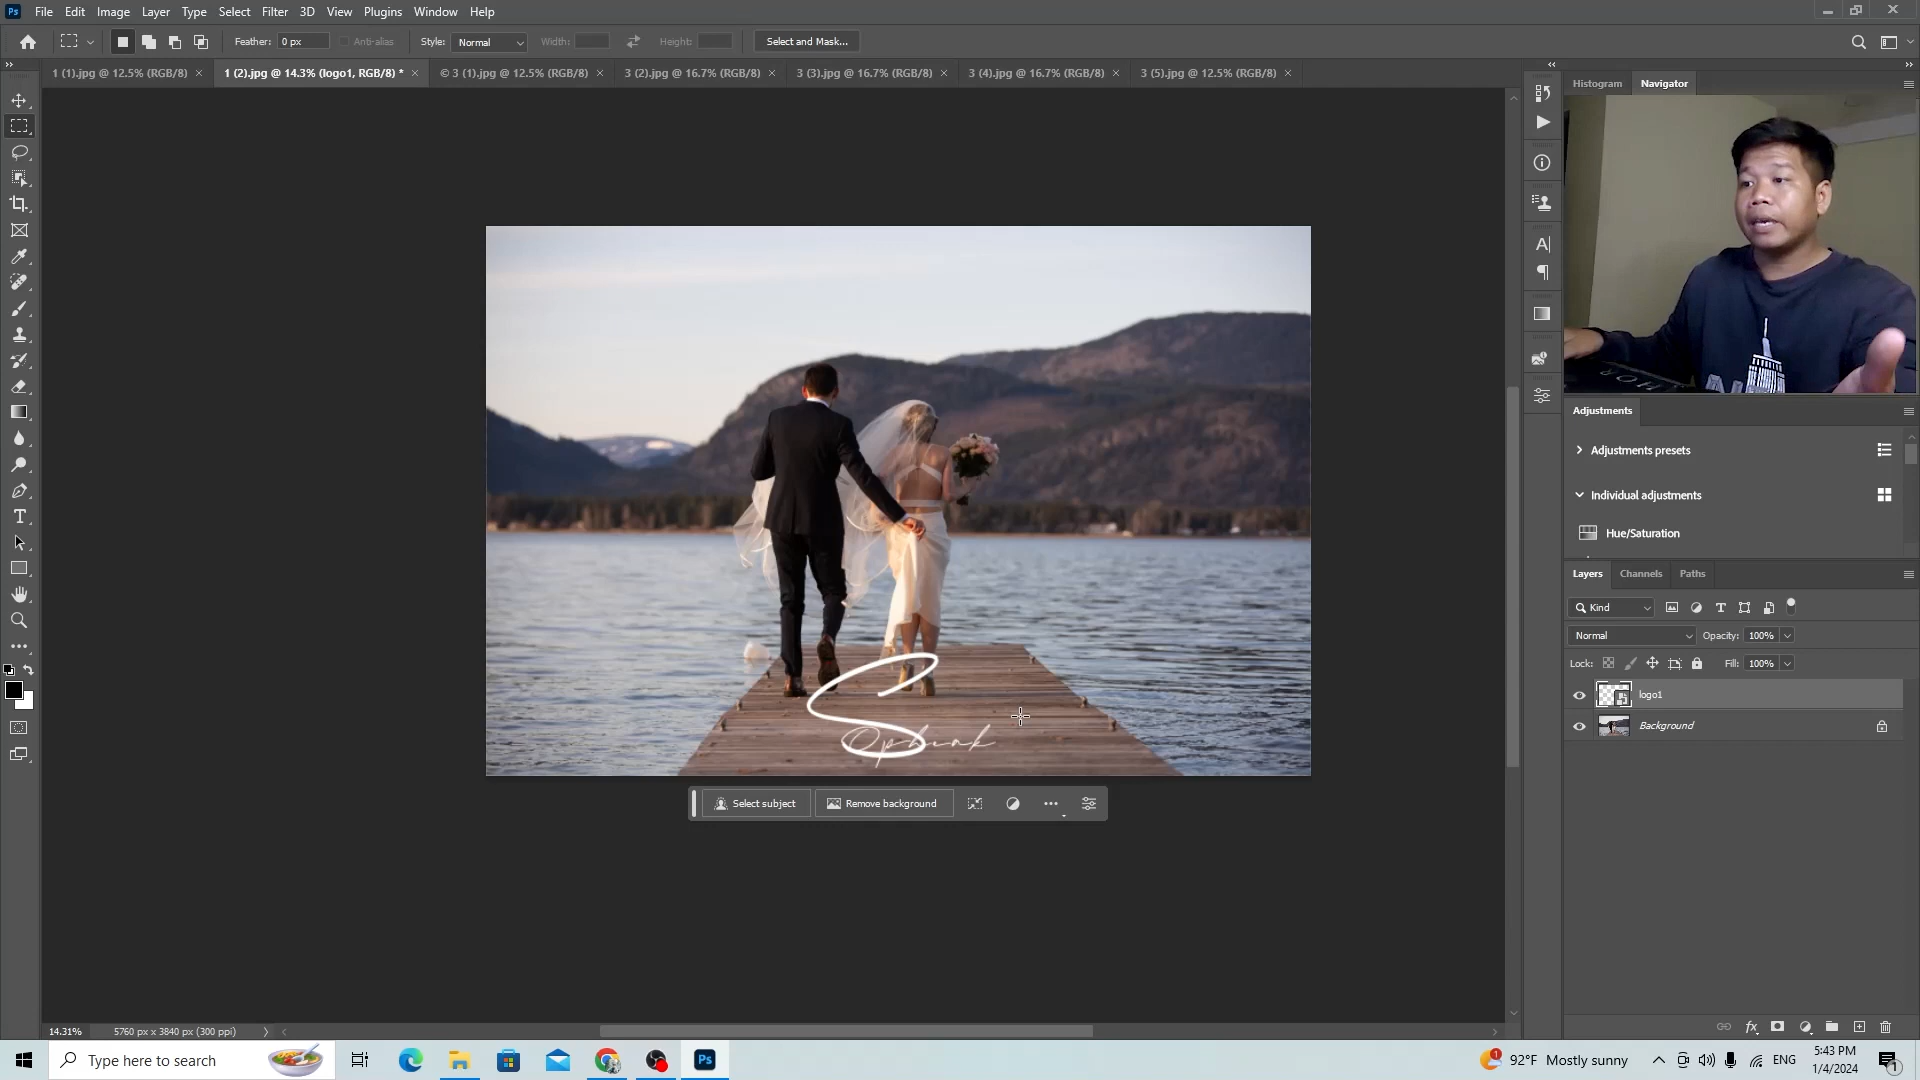 Ps File Edit Image Layer Type Select Filter 3D View Plugins Window Help
Feather: 0 px Anti-alias Style: Normal Width: Height: Select and Mask...
1 (1).jpg @ 12.5% (RGB/8) × 1 (2).jpg @ 14.3% (logo1, RGB/8) * × © 3 (1).jpg @ 12.5% (RGB/8) × 3 (2).jpg @ 16.7% (RGB/8) × 3 (3).jpg @ 16.7% (RGB/8) × 3 (4).jpg @ 16.7% (RGB/8) × 3 (5).jpg @ 12.5% (RGB/8) ×
Histogram Navigator
Adjustments
Adjustments presets
Individual adjustments
Hue/Saturation
Layers Channels Paths
Kind
Normal Opacity: 100%
Lock: Fill: 100%
logo1
Background
Sopheak
Select subject Remove background
14.31% 5760 px x 3840 px (300 ppi)
Type here to search
Ps
1 92°F Mostly sunny ENG
5:43 PM
1/4/2024
1